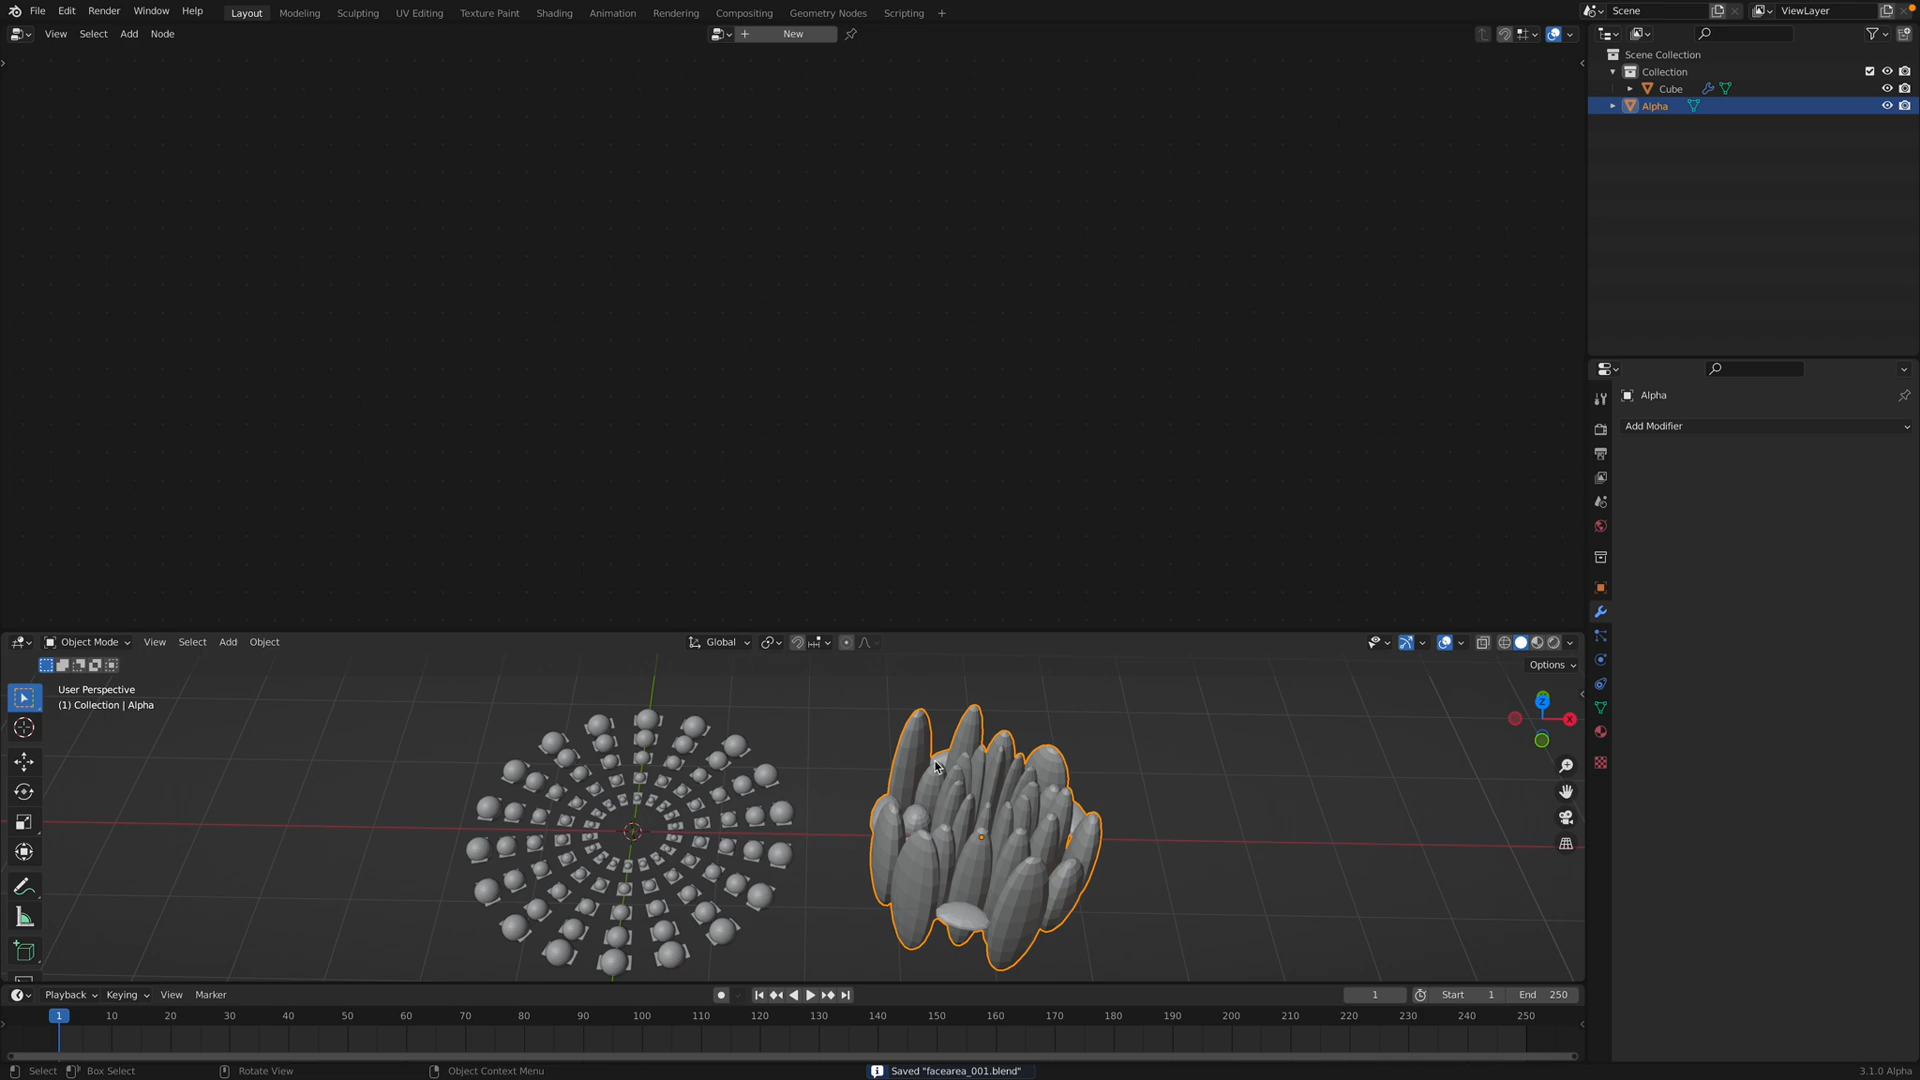 File Edit Render Window Help Layout Modeling Sculpting UV Editing Texture Paint Shading Animation Rendering Compositing Geometry Nodes Scripting + Scene ViewLayer
View Select Add Node + New
Scene Collection
Collection
Cube
Alpha
Alpha
Add Modifier
Object Mode View Select Add Object Global
Options
User Perspective
(1) Collection | Alpha
Z
X
Playback Keying View Marker 1 Start 1 End 250
1 10 20 30 40 50 60 70 80 90 100 110 120 130 140 150 160 170 180 190 200 210 220 230 240 250
Select Box Select Rotate View Object Context Menu Saved "facearea_001.blend" 3.1.0 Alpha